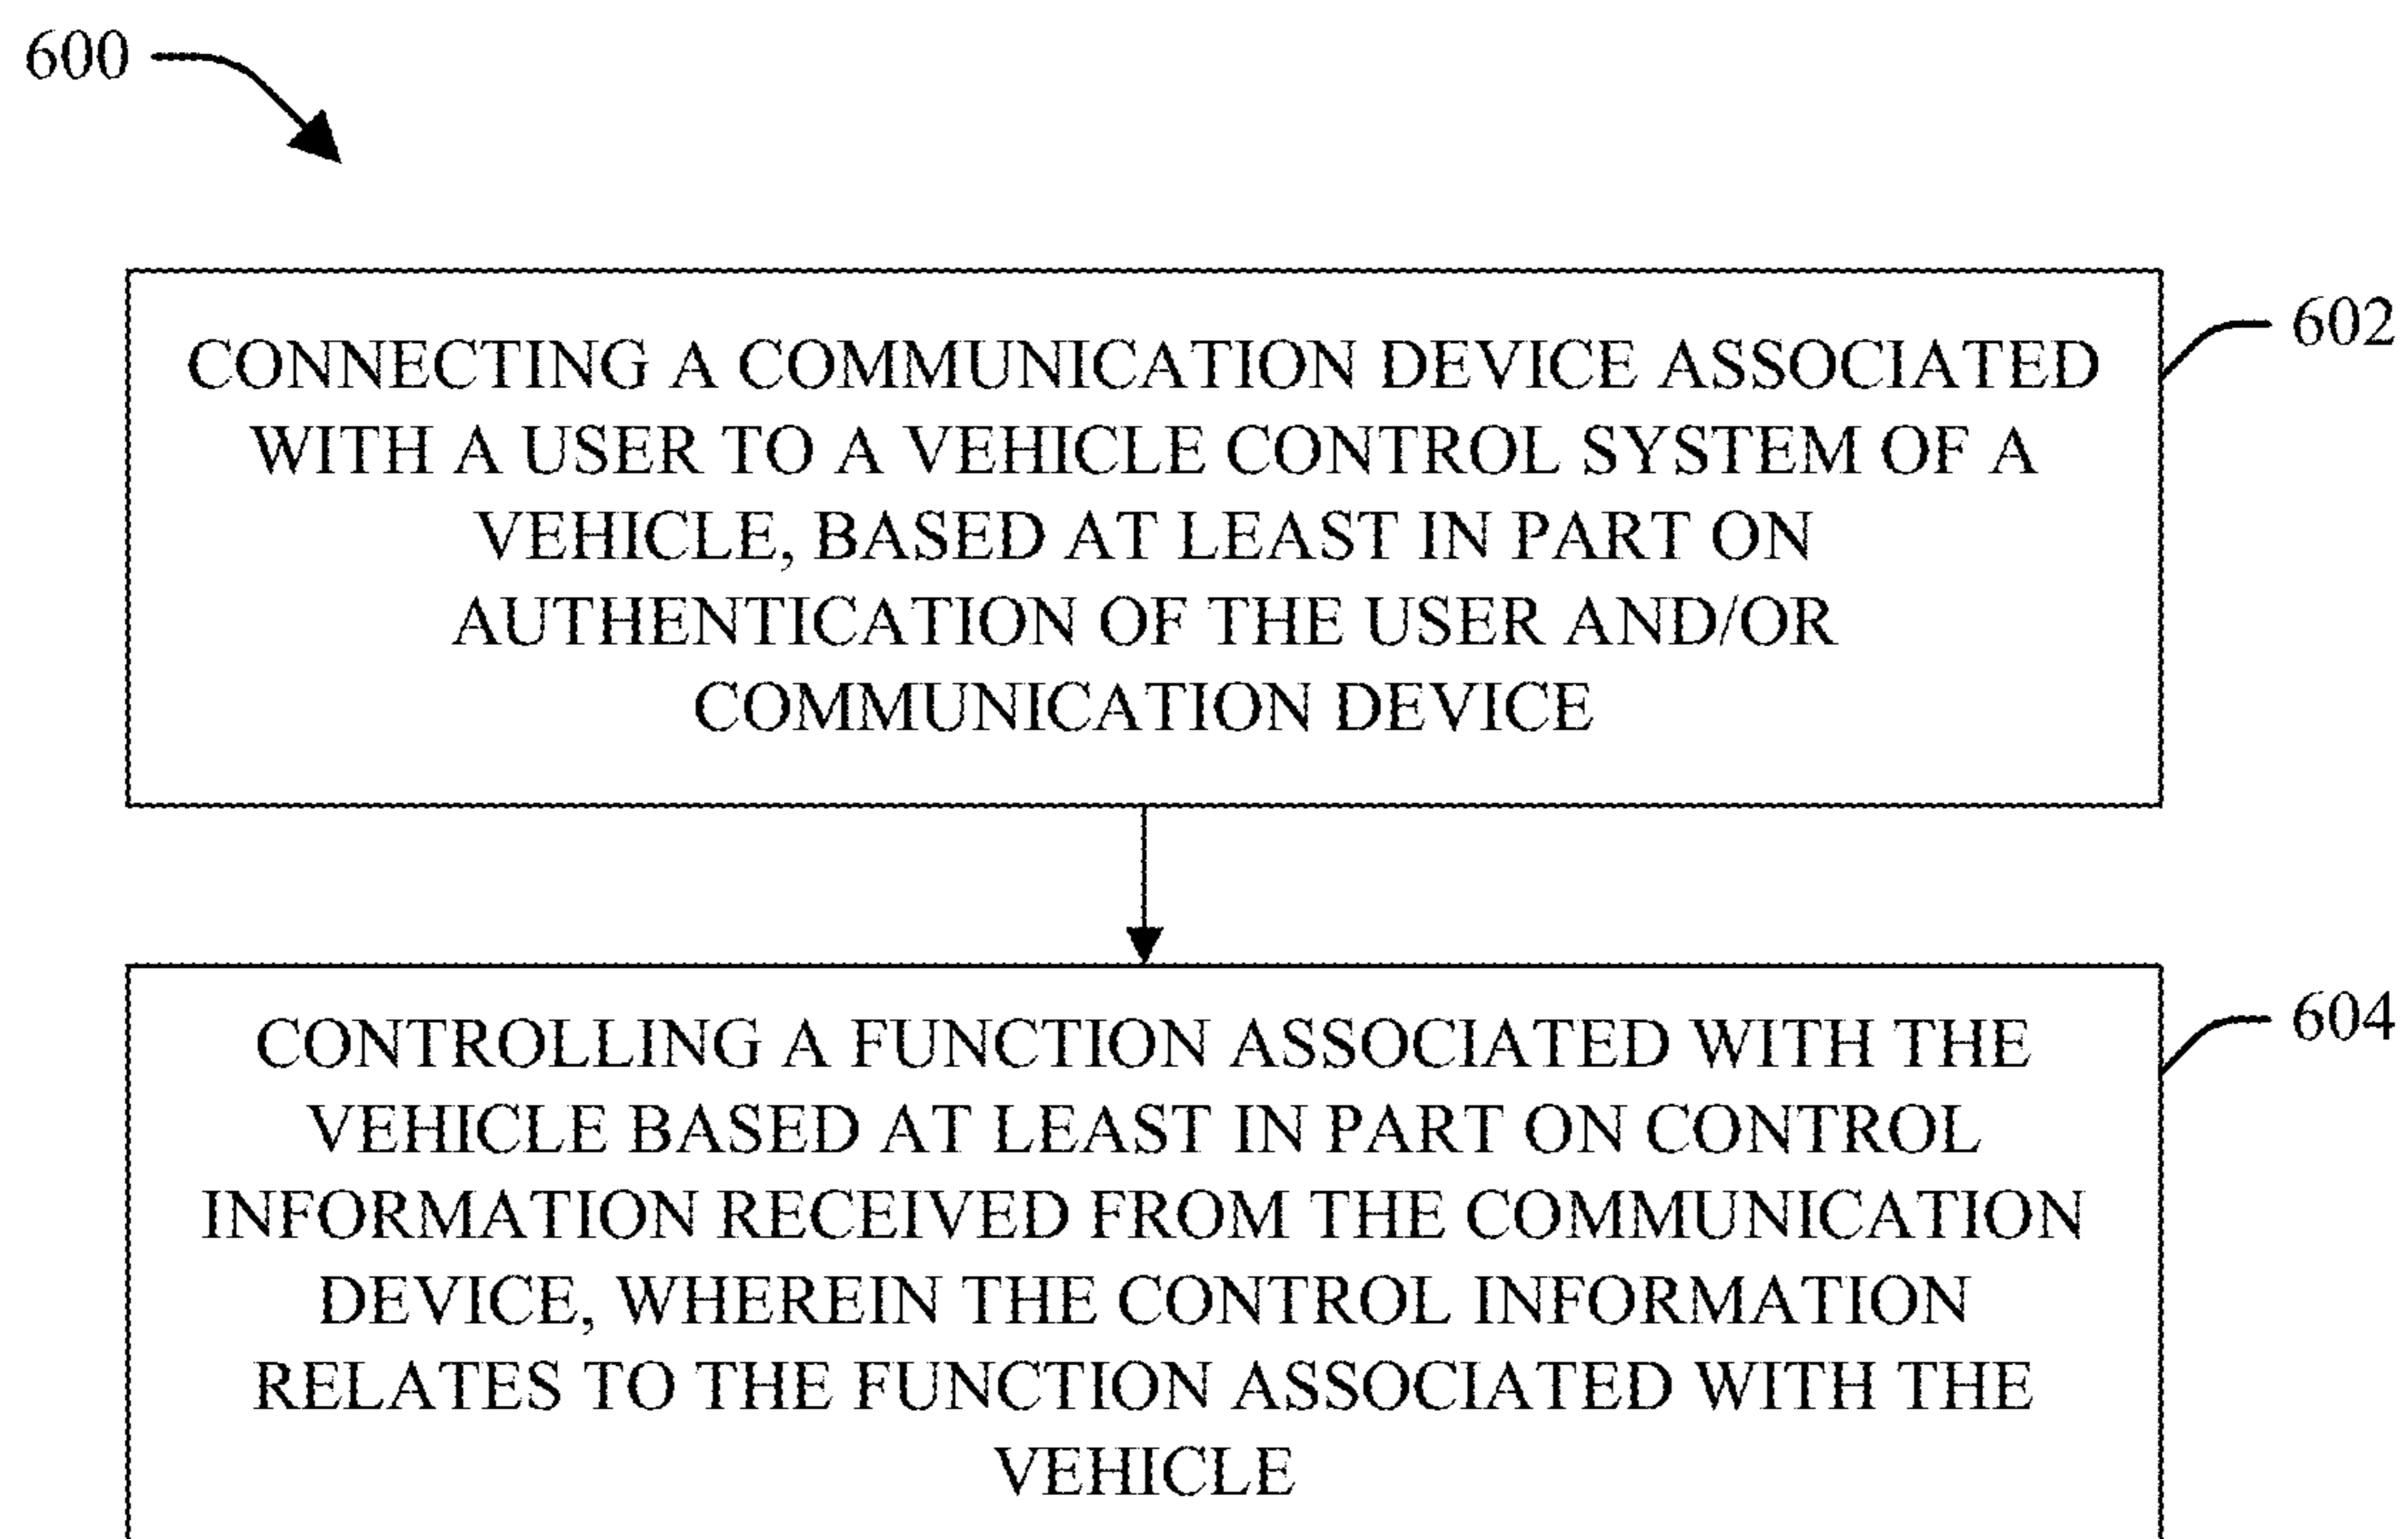 600
602
CONNECTING A COMMUNICATION DEVICE ASSOCIATED
WITH A USER TO A VEHICLE CONTROL SYSTEM OF A
VEHICLE, BASED AT LEAST IN PART ON
AUTHENTICATION OF THE USER AND/OR
COMMUNICATION DEVICE
604
CONTROLLING A FUNCTION ASSOCIATED WITH THE
VEHICLE BASED AT LEAST IN PART ON CONTROL
INFORMATION RECEIVED FROM THE COMMUNICATION
DEVICE, WHEREIN THE CONTROL INFORMATION
RELATES TO THE FUNCTION ASSOCIATED WITH THE
VEHICLE